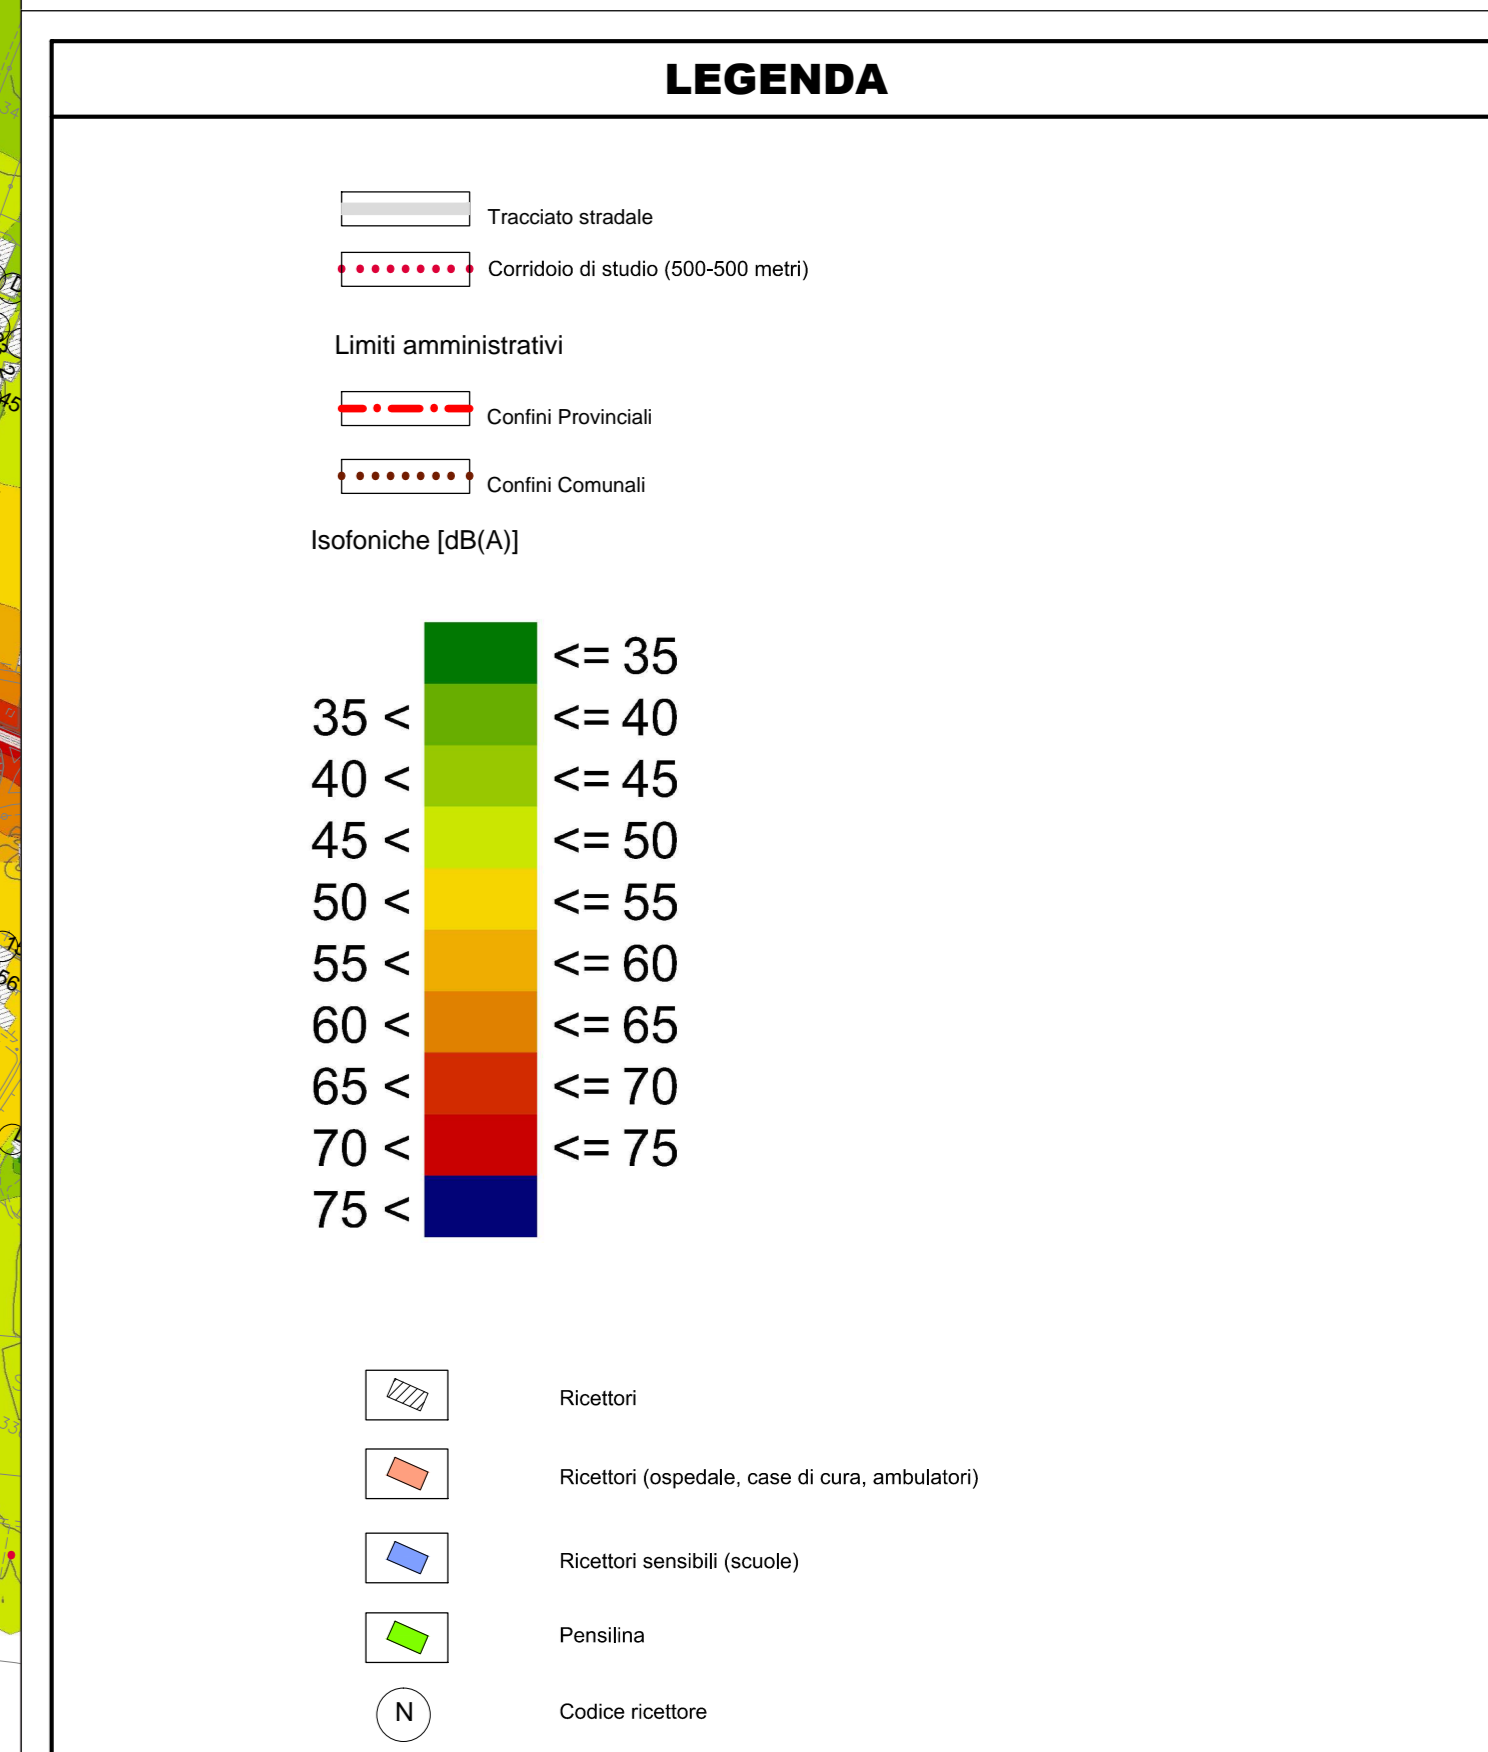 LEGENDA
Tracciato stradale
Corridoio di studio (500-500 metri)
Limiti amministrativi
Confini Provinciali
Confini Comunali
Isofoniche [dB(A)]
<= 35
35 < <= 40
40 < <= 45
45 < <= 50
50 < <= 55
55 < <= 60
60 < <= 65
65 < <= 70
70 < <= 75
75 <
Ricettori
Ricettori (ospedale, case di cura, ambulatori)
Ricettori sensibili (scuole)
Pensilina
N Codice ricettore